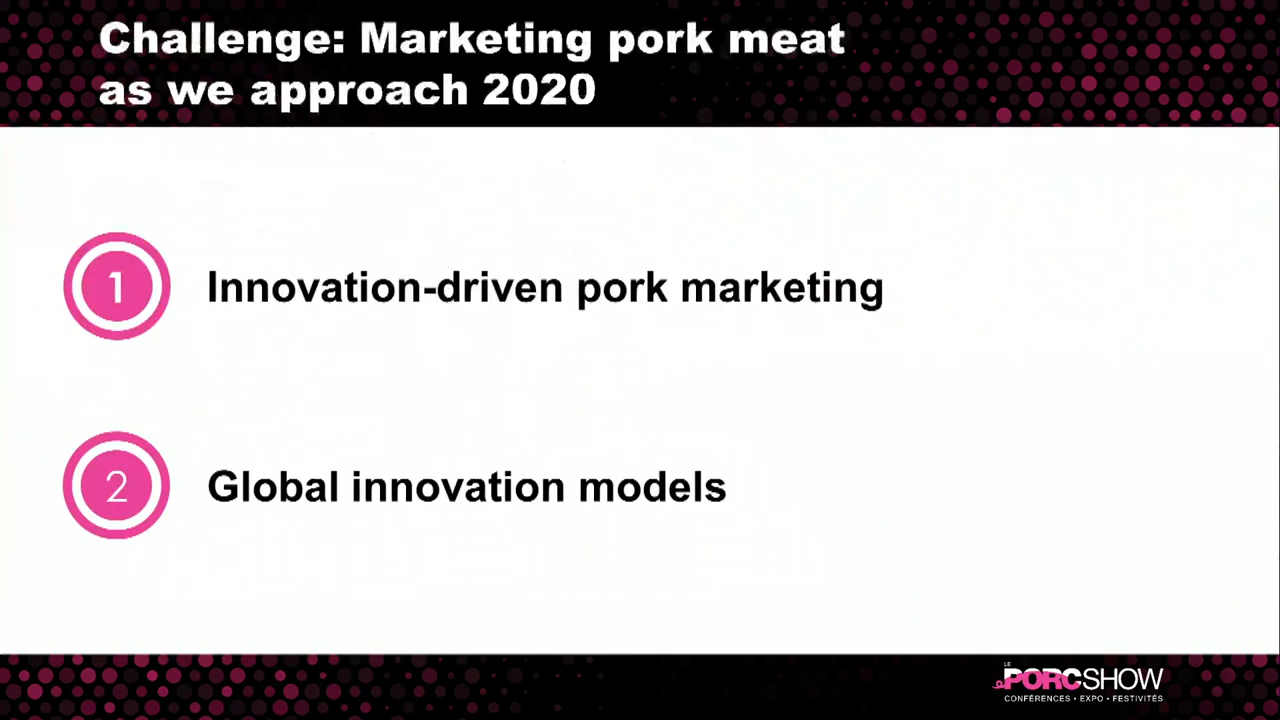 Challenge: Marketing pork meat
as we approach 2020
1
Innovation-driven pork marketing
2
Global innovation models
LE
PORCSHOW
CONFÉRENCES • EXPO • FESTIVITÉS